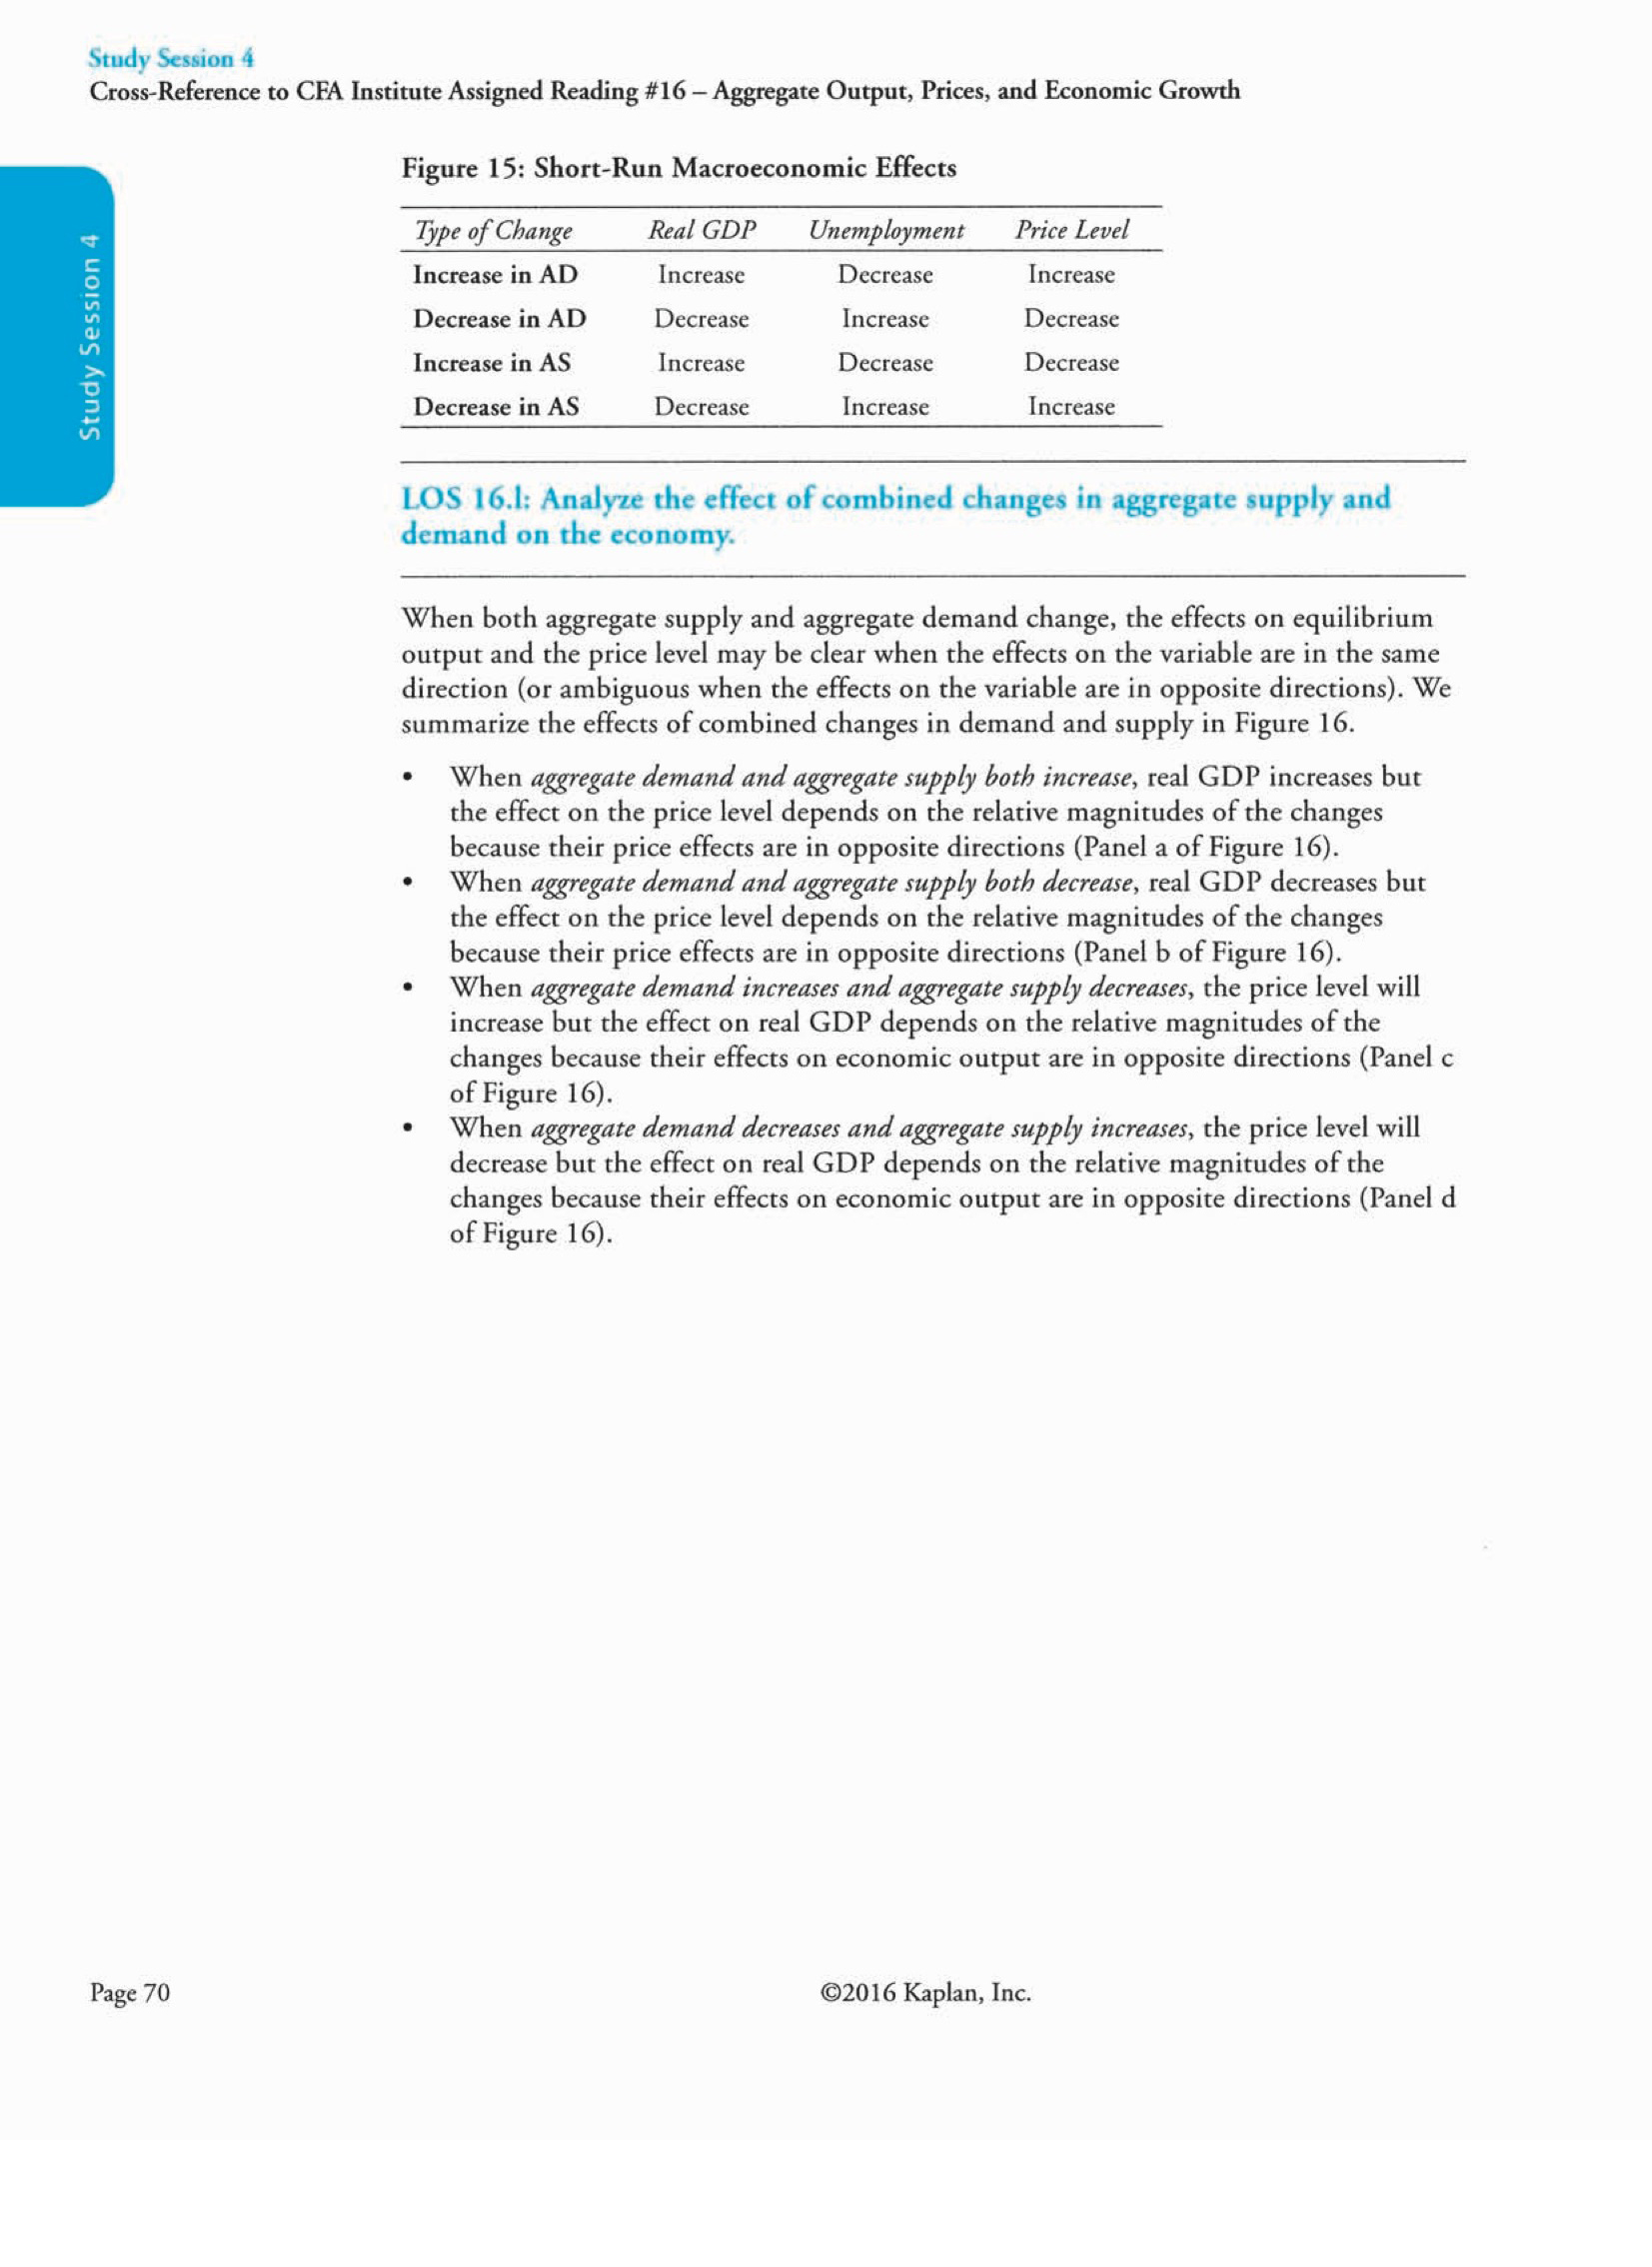 Study Session 4
Cross-Reference to CFA Institute Assigned Reading #16 – Aggregate Output, Prices, and Economic Growth
Study Session 4
Figure 15: Short-Run Macroeconomic Effects
Type of Change Real GDP Unemployment Price Level
Increase in AD Increase Decrease Increase
Decrease in AD Decrease Increase Decrease
Increase in AS Increase Decrease Decrease
Decrease in AS Decrease Increase Increase
LOS 16.l: Analyze the effect of combined changes in aggregate supply and
demand on the economy.
When both aggregate supply and aggregate demand change, the effects on equilibrium
output and the price level may be clear when the effects on the variable are in the same
direction (or ambiguous when the effects on the variable are in opposite directions). We
summarize the effects of combined changes in demand and supply in Figure 16.
• When aggregate demand and aggregate supply both increase, real GDP increases but
the effect on the price level depends on the relative magnitudes of the changes
because their price effects are in opposite directions (Panel a of Figure 16).
• When aggregate demand and aggregate supply both decrease, real GDP decreases but
the effect on the price level depends on the relative magnitudes of the changes
because their price effects are in opposite directions (Panel b of Figure 16).
• When aggregate demand increases and aggregate supply decreases, the price level will
increase but the effect on real GDP depends on the relative magnitudes of the
changes because their effects on economic output are in opposite directions (Panel c
of Figure 16).
• When aggregate demand decreases and aggregate supply increases, the price level will
decrease but the effect on real GDP depends on the relative magnitudes of the
changes because their effects on economic output are in opposite directions (Panel d
of Figure 16).
Page 70 ©2016 Kaplan, Inc.